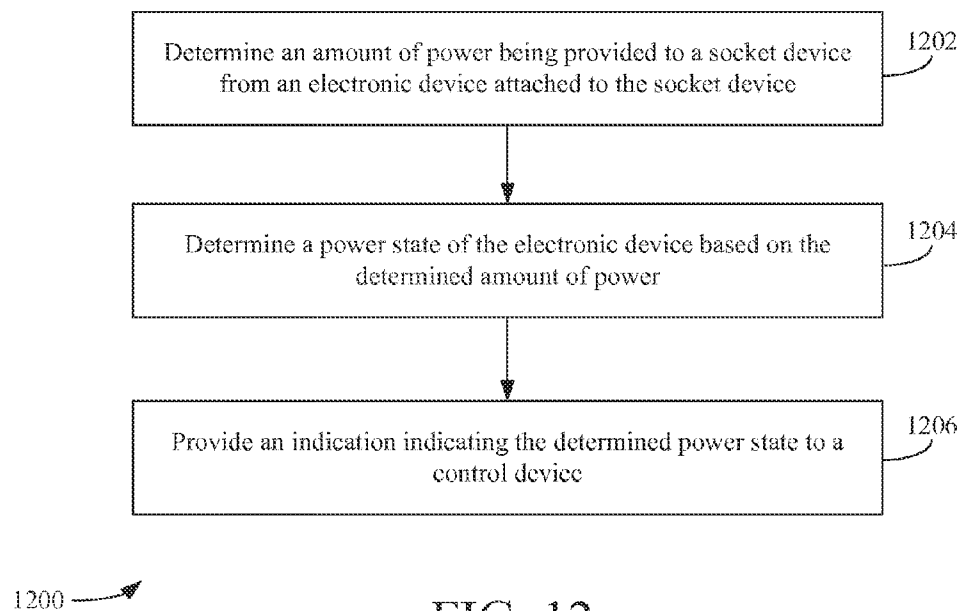 Determine an amount of power being provided to a socket device
from an electronic device attached to the socket device
1202
Determine a power state of the electronic device based on the
determined amount of power
1204
Provide an indication indicating the determined power state to a
control device
1206
1200
FIG. 12